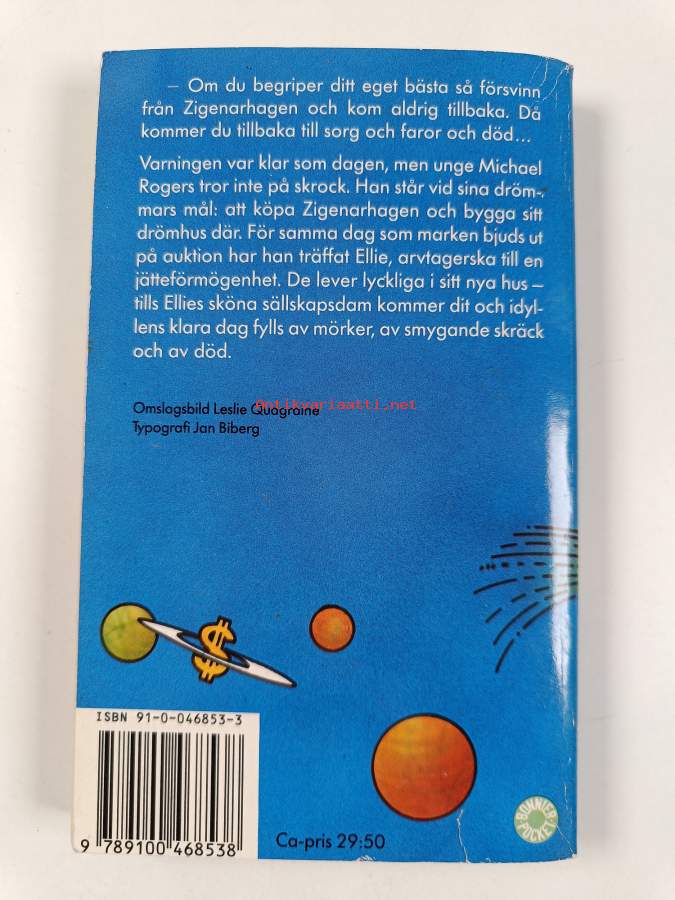 – Om du begriper ditt eget bästa så försvinn
från Zigenarhagen och kom aldrig tillbaka. Då
kommer du tillbaka till sorg och faror och död...
Varningen var klar som dagen, men unge Michael
Rogers tror inte på skrock. Han står vid sina dröm-
mars mål: att köpa Zigenarhagen och bygga sitt
drömhus där. För samma dag som marken bjuds ut
på auktion har han träffat Ellie, arvtagerska till en
jätteförmögenhet. De lever lyckliga i sitt nya hus –
tills Ellies sköna sällskapsdam kommer dit och idyl-
lens klara dag fylls av mörker, av smygande skräck
och av död.
Omslagsbild Leslie Quagraine
Antikvariaatti.net
Typografi Jan Biberg
$
ISBN 91-0-046853-3
9 789100 468538
Ca-pris 29:50
BONNIER
POCKET